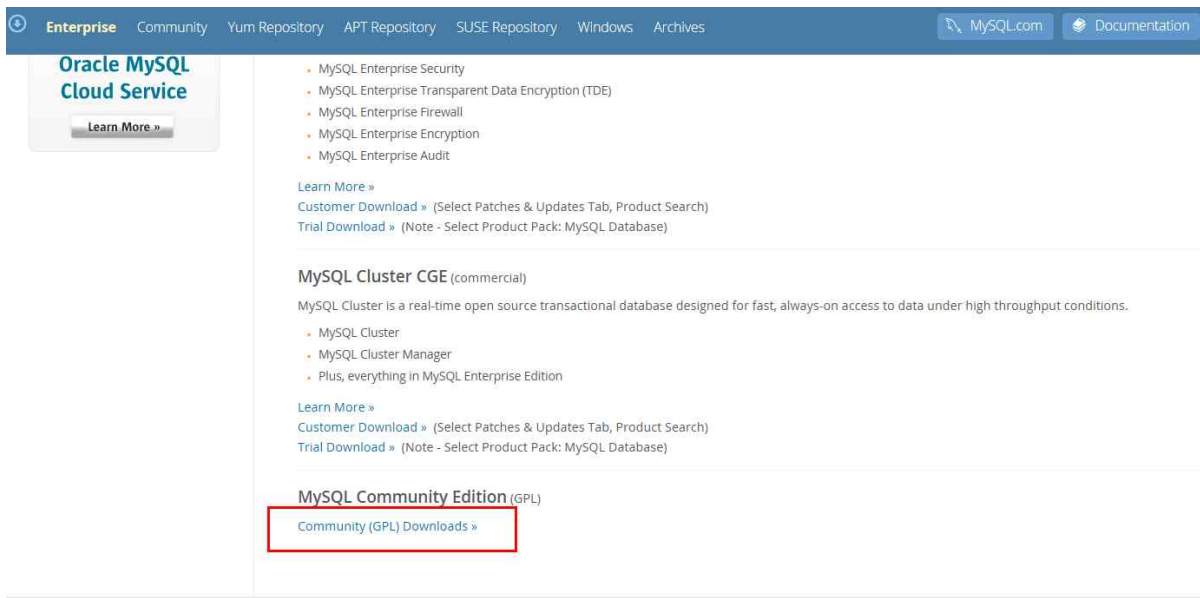 Enterprise Community Yum Repository APT Repository SUSE Repository Windows Archives MySQL.com Documentation
Oracle MySQL
Cloud Service
Learn More »
MySQL Enterprise Security
MySQL Enterprise Transparent Data Encryption (TDE)
MySQL Enterprise Firewall
MySQL Enterprise Encryption
MySQL Enterprise Audit
Learn More »
Customer Download » (Select Patches & Updates Tab, Product Search)
Trial Download » (Note - Select Product Pack: MySQL Database)
MySQL Cluster CGE (commercial)
MySQL Cluster is a real-time open source transactional database designed for fast, always-on access to data under high throughput conditions.
MySQL Cluster
MySQL Cluster Manager
Plus, everything in MySQL Enterprise Edition
Learn More »
Customer Download » (Select Patches & Updates Tab, Product Search)
Trial Download » (Note - Select Product Pack: MySQL Database)
MySQL Community Edition (GPL)
Community (GPL) Downloads »